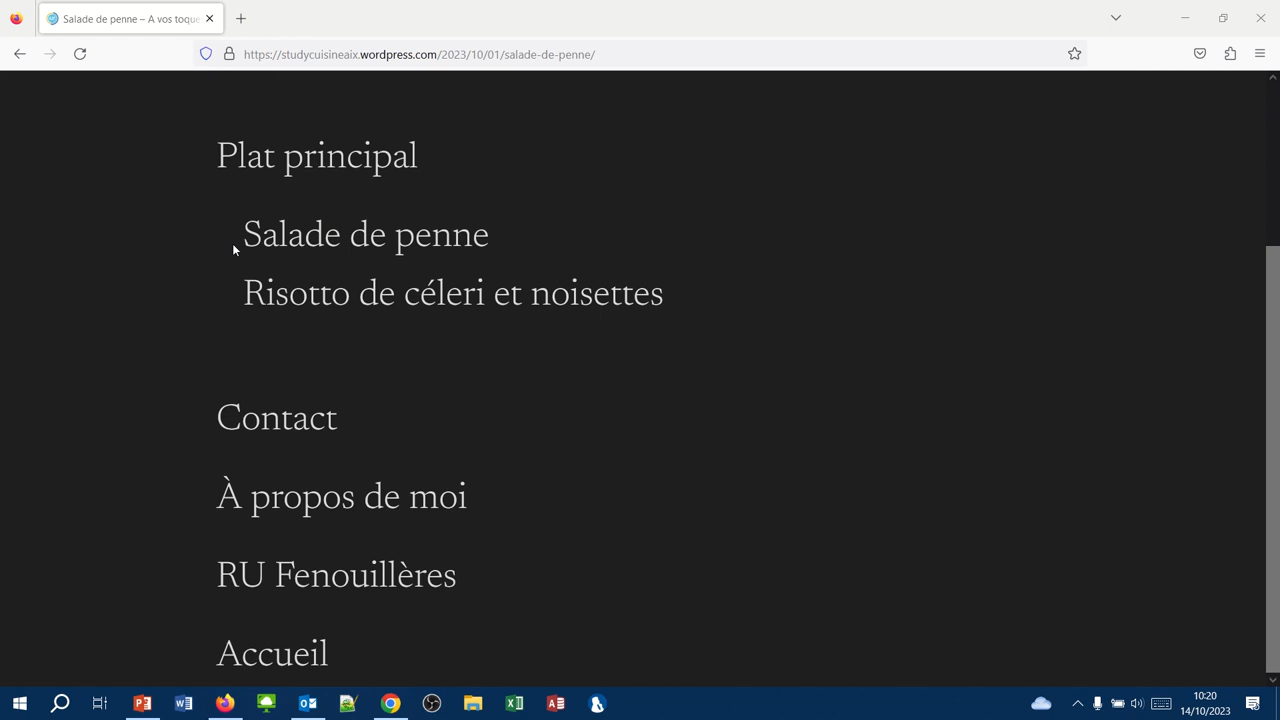 Salade de penne – A vos toque
https://studycuisineaix.wordpress.com/2023/10/01/salade-de-penne/
Plat principal
Salade de penne
Risotto de céleri et noisettes
Contact
À propos de moi
RU Fenouillères
Accueil
10:20
14/10/2023